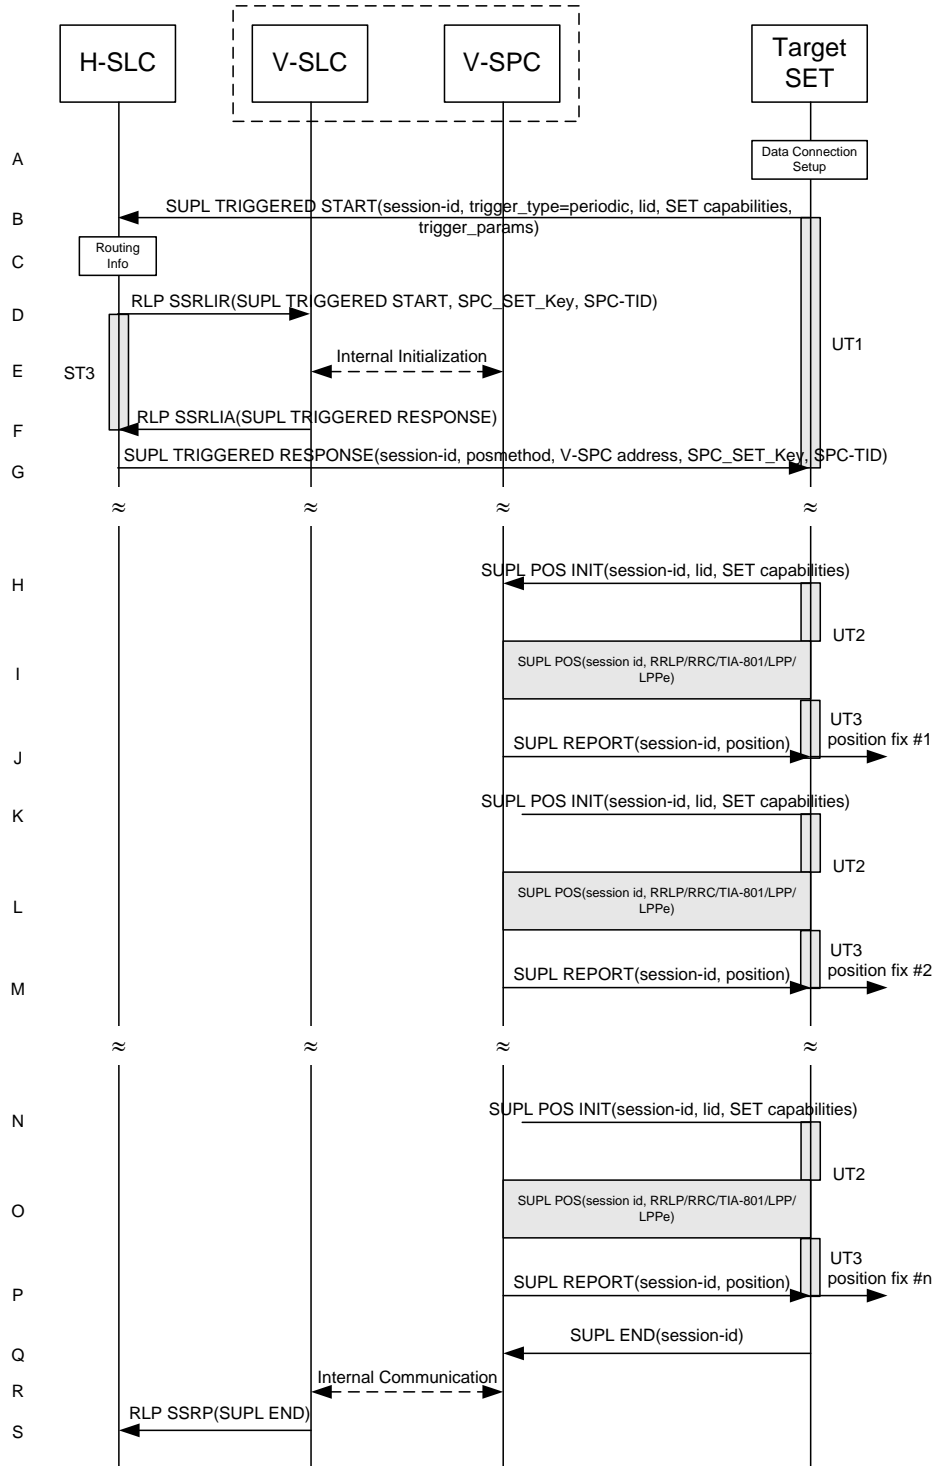 H-SLC
V-SLC
V-SPC
Target
SET
A
Data Connection
Setup
B
SUPL TRIGGERED START(session-id, trigger_type=periodic, lid, SET capabilities,
trigger_params)
C
Routing
Info
D
RLP SSRLIR(SUPL TRIGGERED START, SPC_SET_Key, SPC-TID)
E
ST3
Internal Initialization
UT1
F
RLP SSRLIA(SUPL TRIGGERED RESPONSE)
G
SUPL TRIGGERED RESPONSE(session-id, posmethod, V-SPC address, SPC_SET_Key, SPC-TID)
≈ ≈ ≈ ≈
H
SUPL POS INIT(session-id, lid, SET capabilities)
UT2
I
SUPL POS(session id, RRLP/RRC/TIA-801/LPP/
LPPe)
UT3
position fix #1
J
SUPL REPORT(session-id, position)
K
SUPL POS INIT(session-id, lid, SET capabilities)
UT2
L
SUPL POS(session id, RRLP/RRC/TIA-801/LPP/
LPPe)
UT3
position fix #2
M
SUPL REPORT(session-id, position)
≈ ≈ ≈ ≈
N
SUPL POS INIT(session-id, lid, SET capabilities)
UT2
O
SUPL POS(session id, RRLP/RRC/TIA-801/LPP/
LPPe)
UT3
position fix #n
P
SUPL REPORT(session-id, position)
Q
SUPL END(session-id)
R
Internal Communication
S
RLP SSRP(SUPL END)